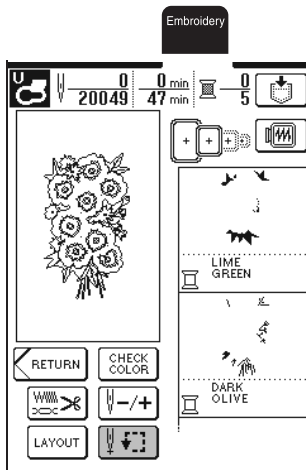 Embroidery
U
0 0 min 0
20049 47 min 5
LIME
GREEN
DARK
OLIVE
RETURN
CHECK
COLOR
-/+
LAYOUT